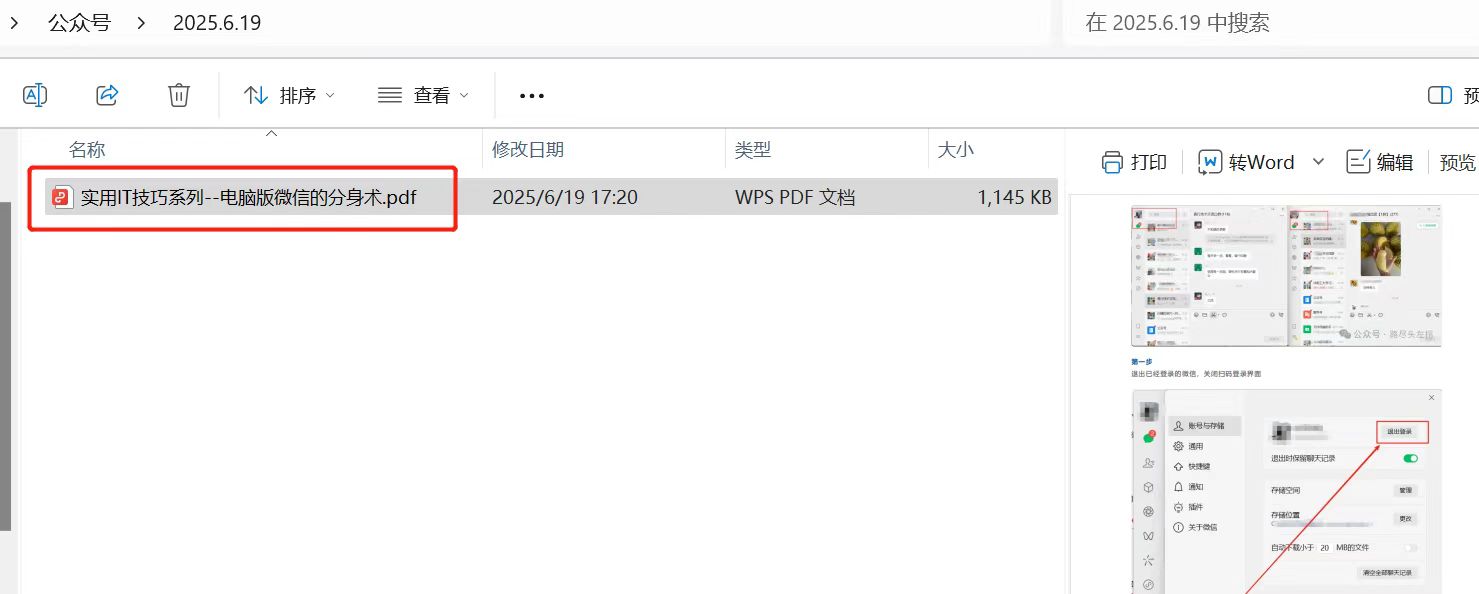 公众号 2025.6.19
在 2025.6.19 中搜索
排序 查看 预
名称 修改日期 类型 大小
实用IT技巧系列--电脑版微信的分身术.pdf 2025/6/19 17:20 WPS PDF 文档 1,145 KB
打印 转Word 编辑 预览
公众号·路尽头左拐
第一步
退出已经登录的微信，关闭扫码登录界面
账号与存储
退出登录
通用
退出时保留聊天记录
快捷键
通知
存储空间 管理
插件
存储位置 更改
关于微信
自动下载小于 20 MB的文件
清空全部聊天记录